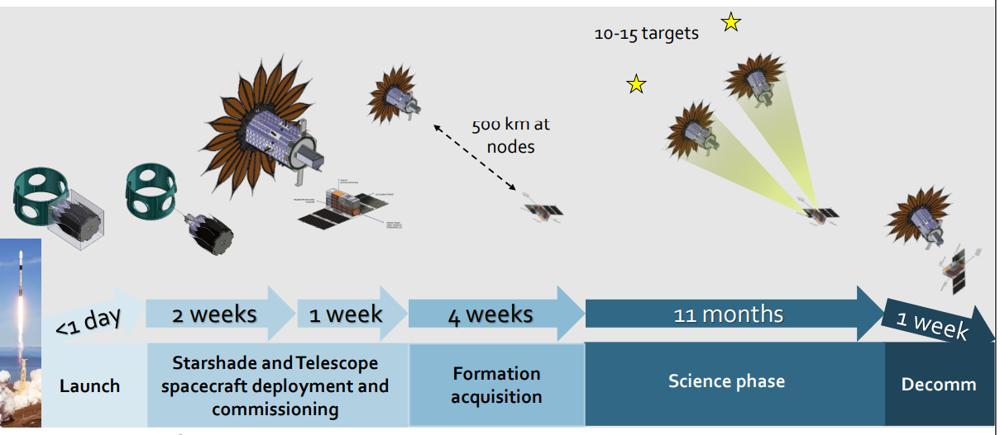 10-15 targets
500 km at
nodes
<1 day
2 weeks
1 week
4 weeks
11 months
1 week
Launch
Starshade and Telescope
spacecraft deployment and
commissioning
Formation
acquisition
Science phase
Decomm